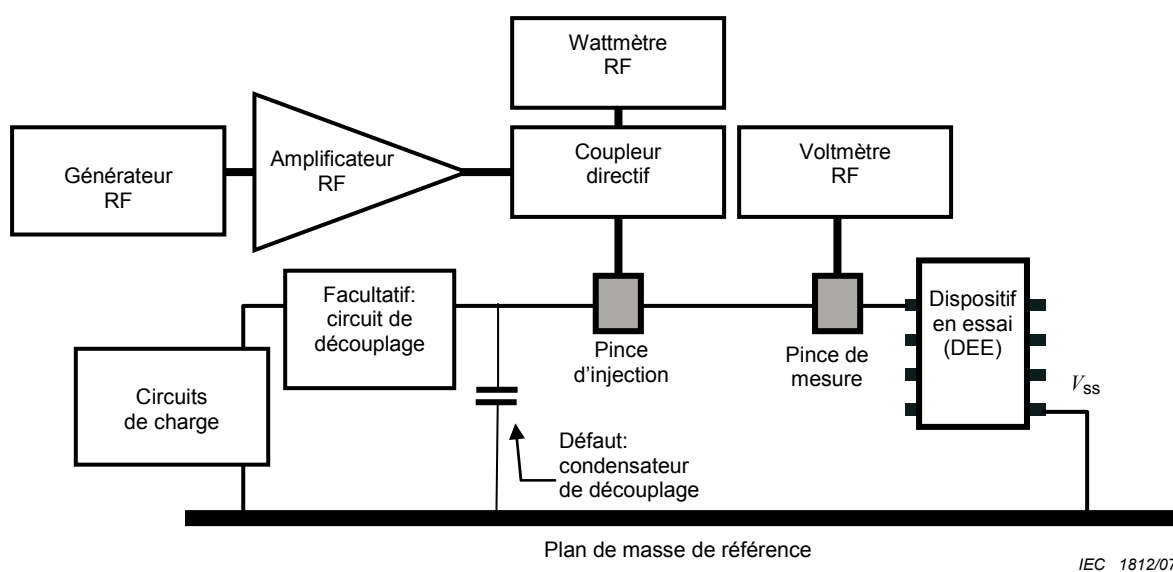 Wattmètre
RF
Générateur
RF
Amplificateur
RF
Coupleur
directif
Voltmètre
RF
Facultatif:
circuit de
découplage
Pince
d'injection
Pince de
mesure
Dispositif
en essai
(DEE)
Vss
Circuits
de charge
Défaut:
condensateur
de découplage
Plan de masse de référence
IEC 1812/07